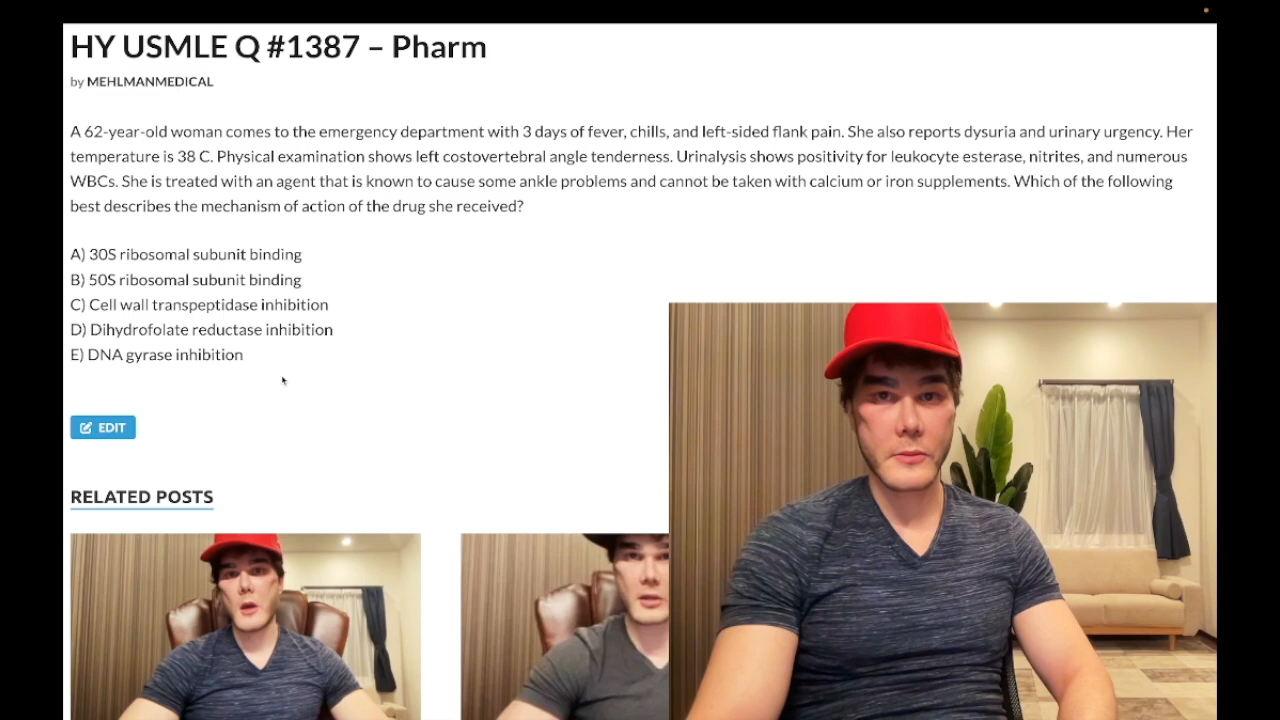 HY USMLE Q #1387 – Pharm
by MEHLMANMEDICAL
A 62-year-old woman comes to the emergency department with 3 days of fever, chills, and left-sided flank pain. She also reports dysuria and urinary urgency. Her
temperature is 38 C. Physical examination shows left costovertebral angle tenderness. Urinalysis shows positivity for leukocyte esterase, nitrites, and numerous
WBCs. She is treated with an agent that is known to cause some ankle problems and cannot be taken with calcium or iron supplements. Which of the following
best describes the mechanism of action of the drug she received?
A) 30S ribosomal subunit binding
B) 50S ribosomal subunit binding
C) Cell wall transpeptidase inhibition
D) Dihydrofolate reductase inhibition
E) DNA gyrase inhibition
EDIT
RELATED POSTS